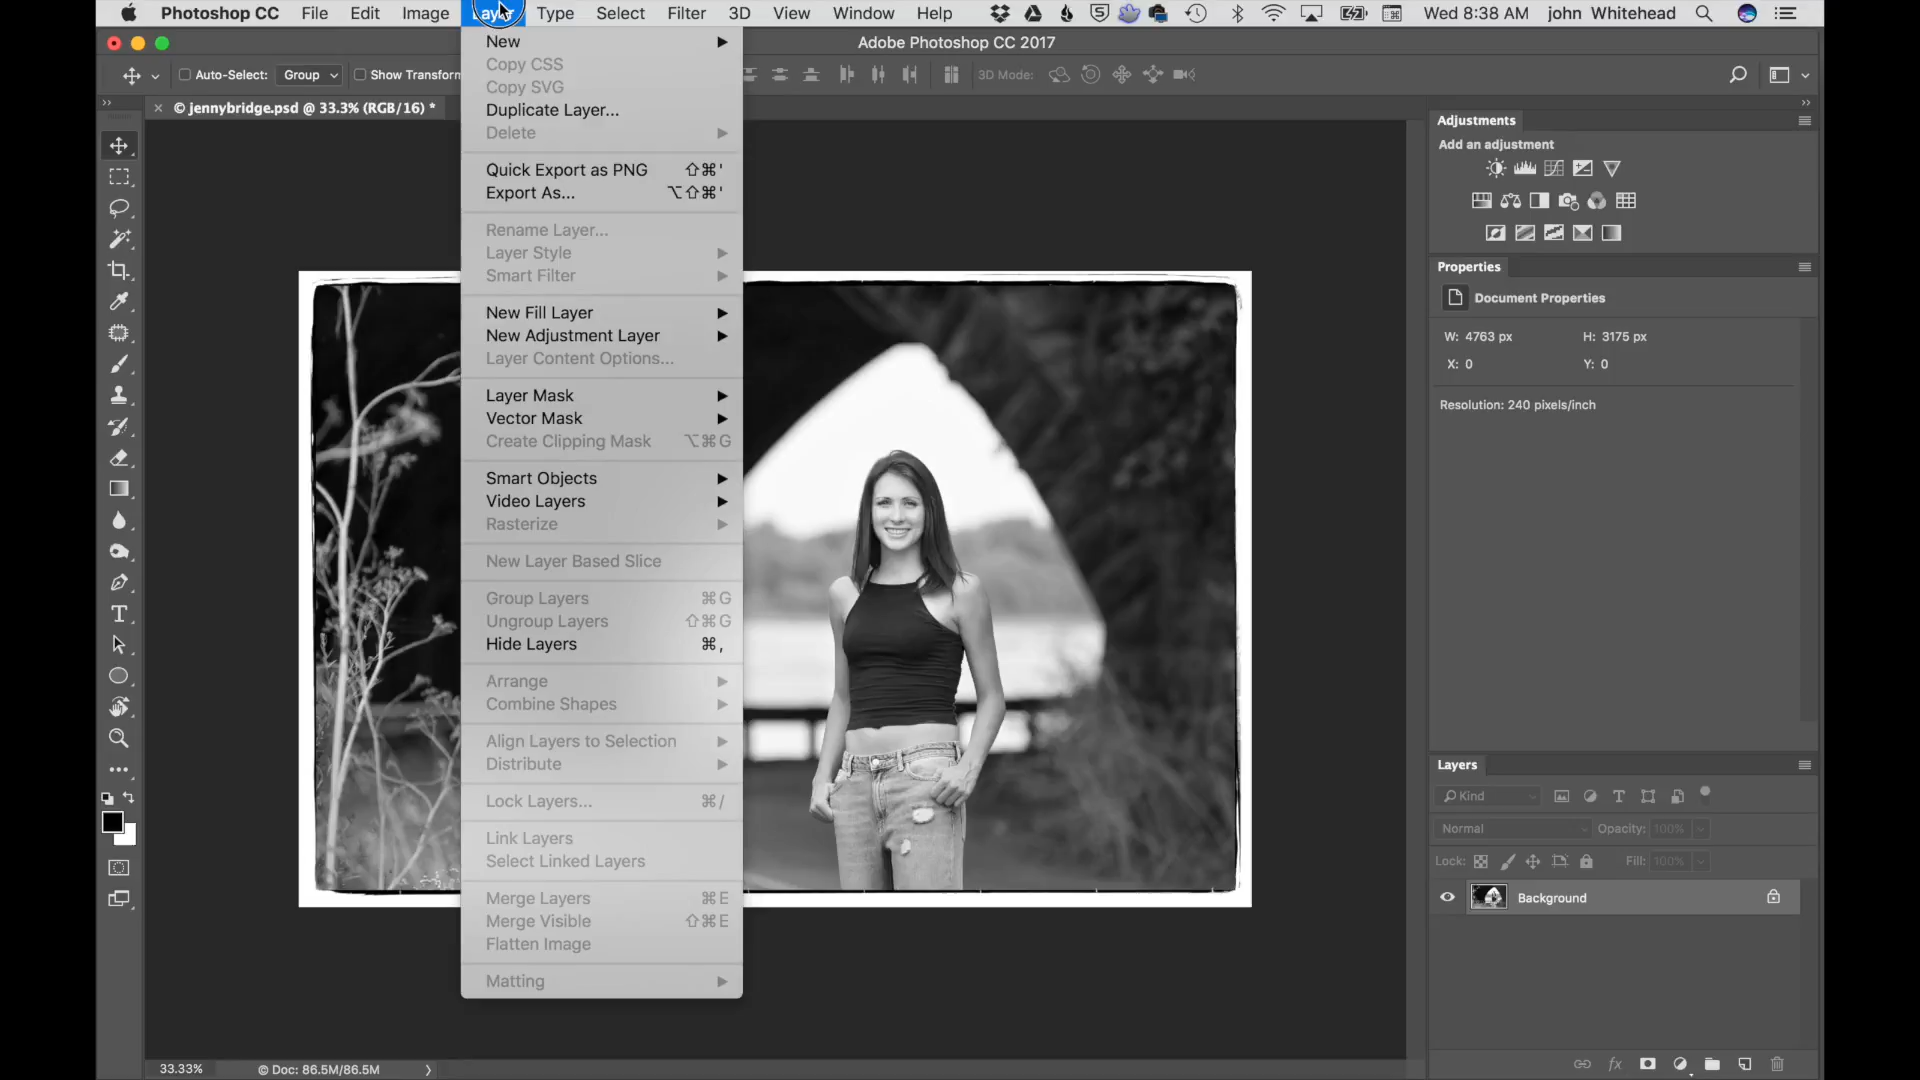 Photoshop CC File Edit Image Layer Type Select Filter 3D View Window Help Wed 8:38 AM john Whitehead
Adobe Photoshop CC 2017
Auto-Select: Group Show Transform 3D Mode:
© jennybridge.psd @ 33.3% (RGB/16) *
New
Copy CSS
Copy SVG
Duplicate Layer...
Delete
Quick Export as PNG ⇧⌘'
Export As... ⌥⇧⌘'
Rename Layer...
Layer Style
Smart Filter
New Fill Layer
New Adjustment Layer
Layer Content Options...
Layer Mask
Vector Mask
Create Clipping Mask ⌥⌘G
Smart Objects
Video Layers
Rasterize
New Layer Based Slice
Group Layers ⌘G
Ungroup Layers ⇧⌘G
Hide Layers ⌘,
Arrange
Combine Shapes
Align Layers to Selection
Distribute
Lock Layers... ⌘/
Link Layers
Select Linked Layers
Merge Layers ⌘E
Merge Visible ⇧⌘E
Flatten Image
Matting
Adjustments
Add an adjustment
Properties
Document Properties
W: 4763 px H: 3175 px
X: 0 Y: 0
Resolution: 240 pixels/inch
Layers
Kind
Normal Opacity: 100%
Lock: Fill: 100%
Background
33.33% © Doc: 86.5M/86.5M